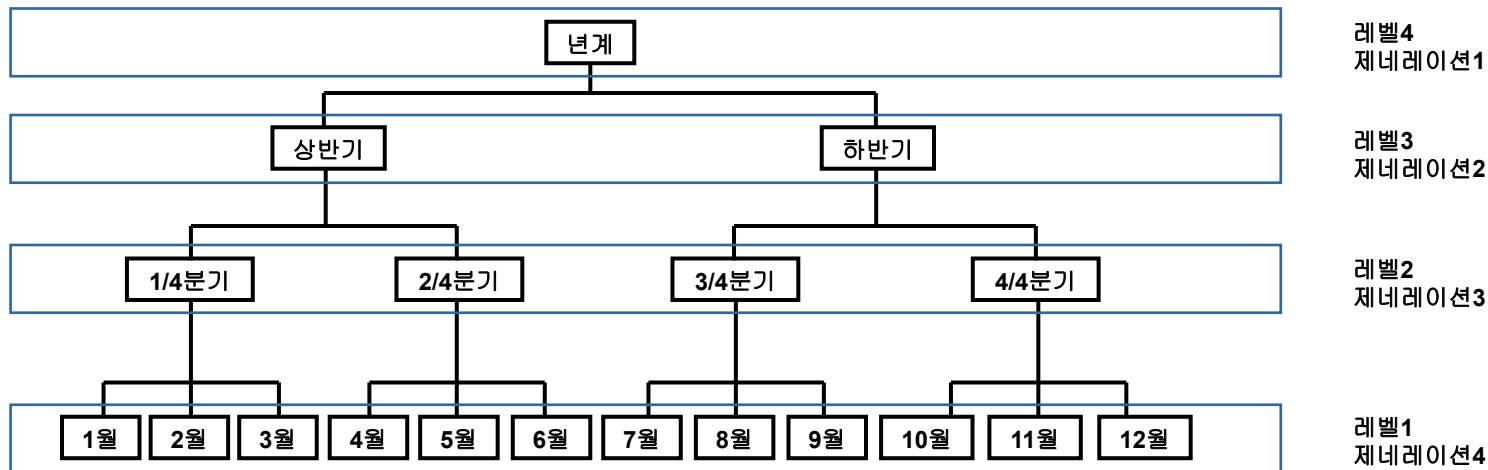 년계
레벨4
제네레이션1
상반기 하반기
레벨3
제네레이션2
1/4분기 2/4분기 3/4분기 4/4분기
레벨2
제네레이션3
1월 2월 3월 4월 5월 6월 7월 8월 9월 10월 11월 12월
레벨1
제네레이션4